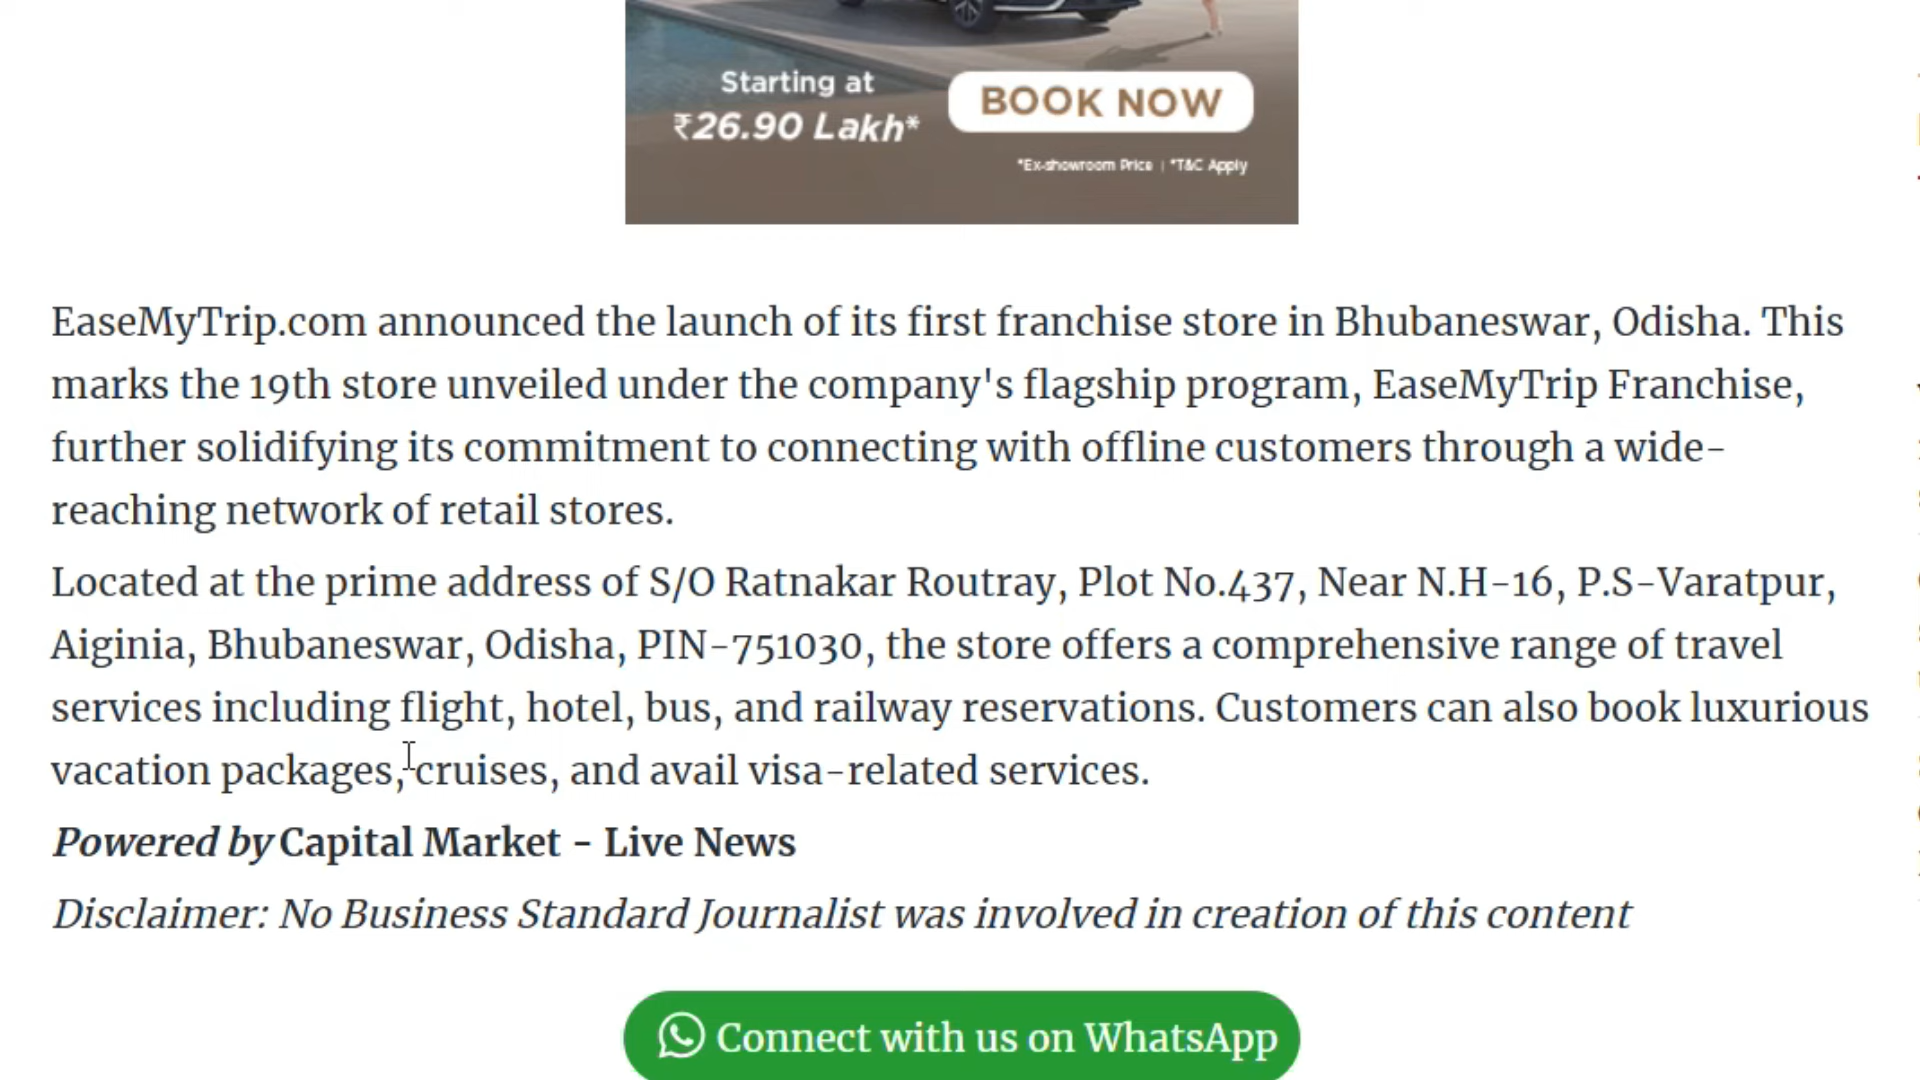 Starting at
₹26.90 Lakh*
BOOK NOW
*Ex-showroom Price | *T&C Apply
EaseMyTrip.com announced the launch of its first franchise store in Bhubaneswar, Odisha. This
marks the 19th store unveiled under the company's flagship program, EaseMyTrip Franchise,
further solidifying its commitment to connecting with offline customers through a wide-
reaching network of retail stores.
Located at the prime address of S/O Ratnakar Routray, Plot No.437, Near N.H-16, P.S-Varatpur,
Aiginia, Bhubaneswar, Odisha, PIN-751030, the store offers a comprehensive range of travel
services including flight, hotel, bus, and railway reservations. Customers can also book luxurious
vacation packages, cruises, and avail visa-related services.
Powered by Capital Market - Live News
Disclaimer: No Business Standard Journalist was involved in creation of this content
Connect with us on WhatsApp